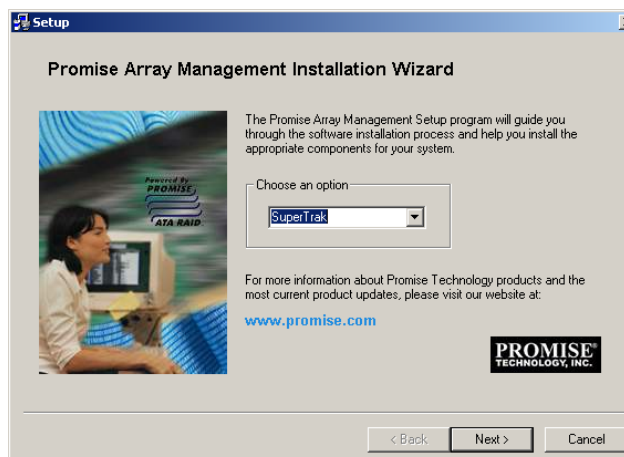 Setup
Promise Array Management Installation Wizard
The Promise Array Management Setup program will guide you
through the software installation process and help you install the
appropriate components for your system.
Choose an option
SuperTrak
Powered By
PROMISE
ATA RAID
For more information about Promise Technology products and the
most current product updates, please visit our website at:
www.promise.com
PROMISE®
TECHNOLOGY, INC.
< Back
Next >
Cancel